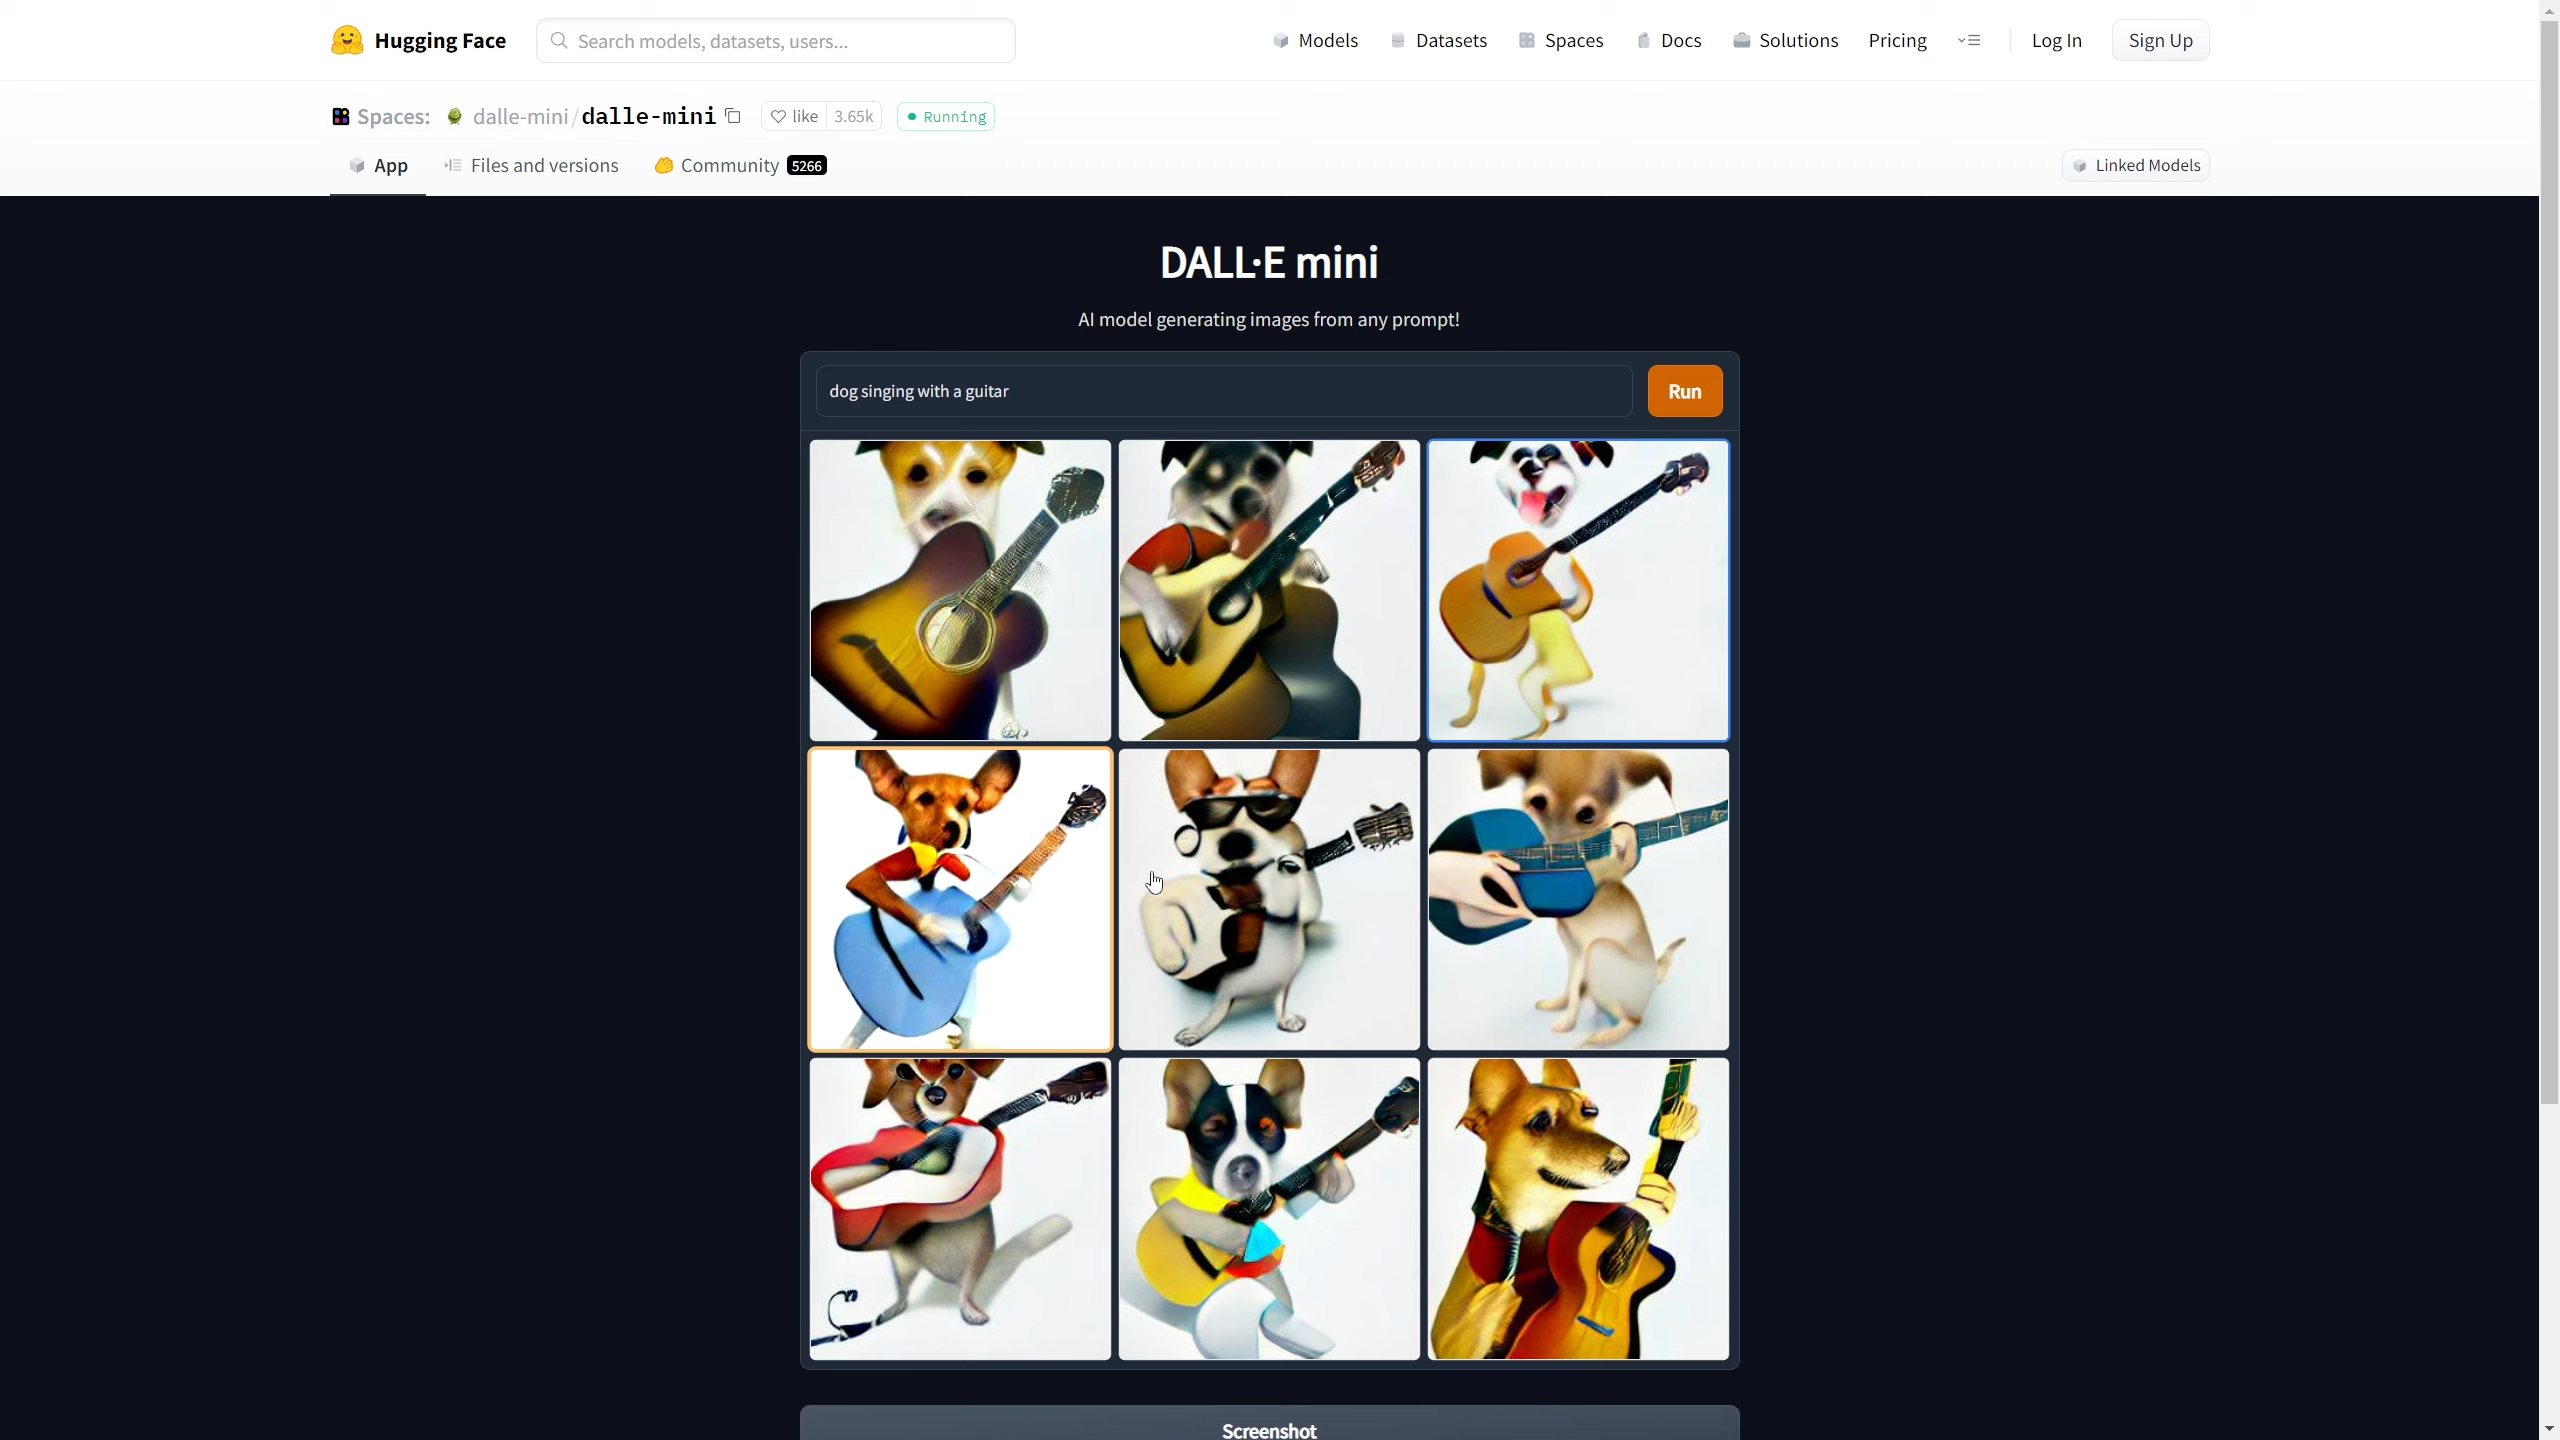 Hugging Face
Search models, datasets, users...
Models
Datasets
Spaces
Docs
Solutions
Pricing
Log In
Sign Up
Spaces:
dalle-mini/dalle-mini
like 3.65k
Running
App
Files and versions
Community 5266
Linked Models
DALL·E mini
AI model generating images from any prompt!
dog singing with a guitar
Run
Screenshot